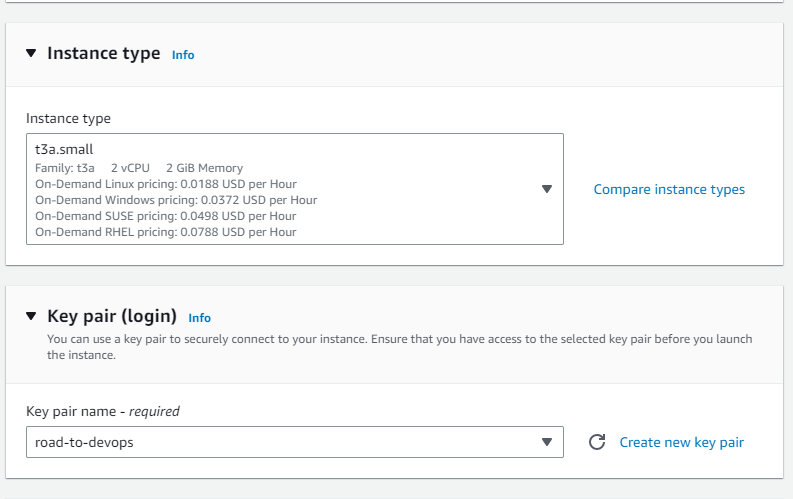 Instance type Info
Instance type
t3a.small
Family: t3a 2 vCPU 2 GiB Memory
On-Demand Linux pricing: 0.0188 USD per Hour
On-Demand Windows pricing: 0.0372 USD per Hour
On-Demand SUSE pricing: 0.0498 USD per Hour
On-Demand RHEL pricing: 0.0788 USD per Hour
Compare instance types
Key pair (login) Info
You can use a key pair to securely connect to your instance. Ensure that you have access to the selected key pair before you launch
the instance.
Key pair name - required
road-to-devops
Create new key pair